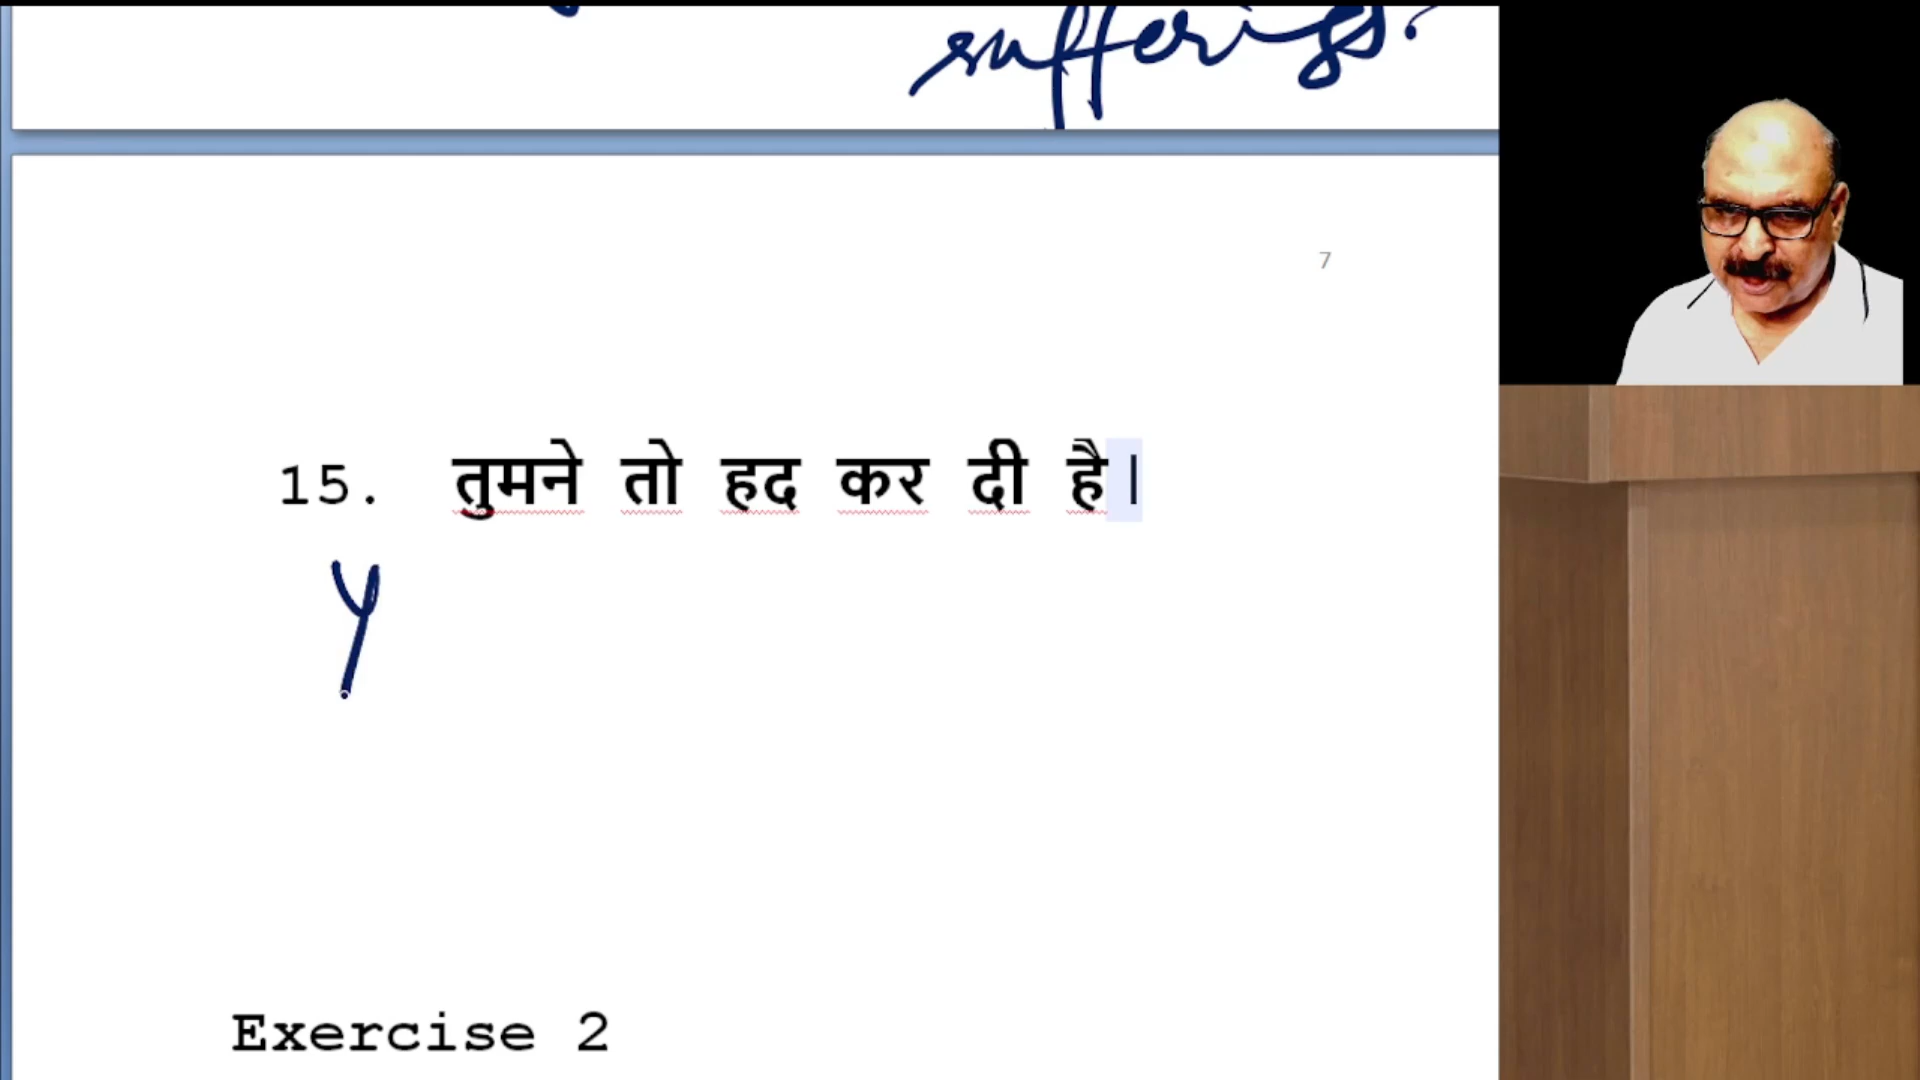 sufferings.
7
15. तुमने तो हद कर दी है।
Y
Exercise 2